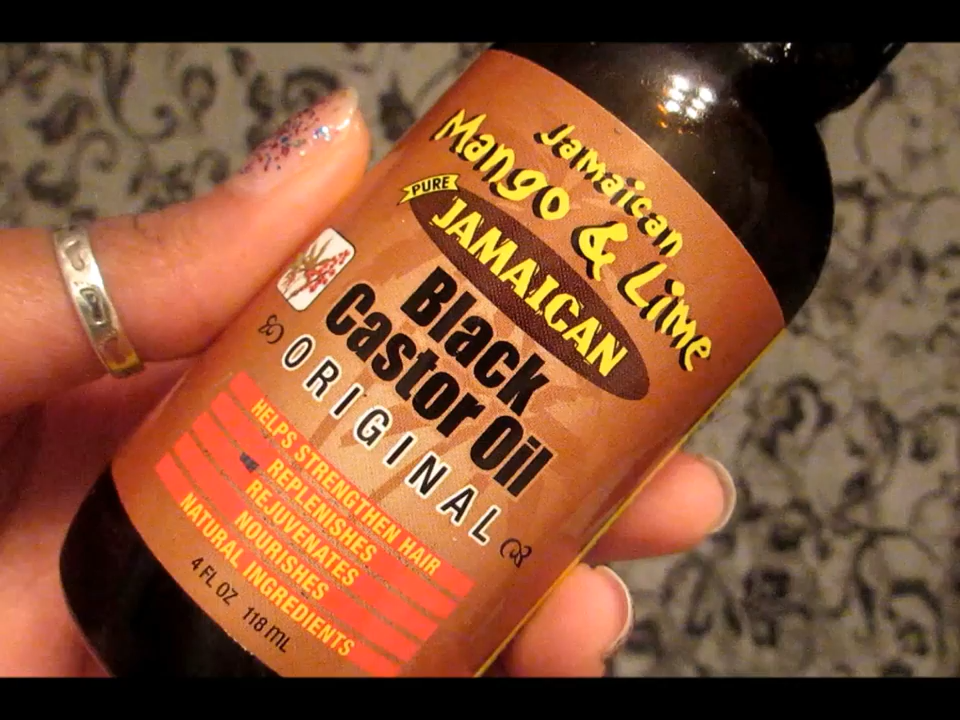 Jamaican
Mango & Lime
PURE
JAMAICAN
Black
Castor Oil
ORIGINAL
HELPS STRENGTHEN HAIR
REPLENISHES
REJUVENATES
NOURISHES
NATURAL INGREDIENTS
4 FL OZ 118 mL